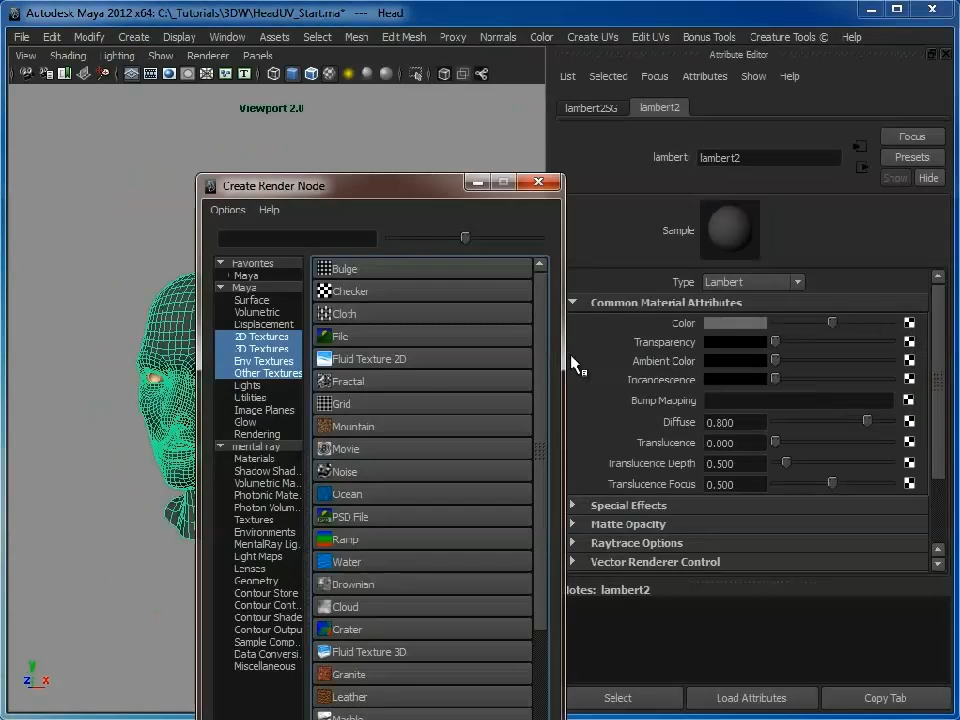 Autodesk Maya 2012 x64: C:\_Tutorials\3DW\HeadUV_Start.ma* --- Head
File Edit Modify Create Display Window Assets Select Mesh Edit Mesh Proxy Normals Color Create UVs Edit UVs Bonus Tools Creature Tools © Help
View Shading Lighting Show Renderer Panels
Attribute Editor
List Selected Focus Attributes Show Help
Viewport 2.0
lambert2SG lambert2
Focus
lambert: lambert2
Presets
Show Hide
Sample
Type Lambert
Common Material Attributes
Color
Transparency
Ambient Color
Incandescence
Bump Mapping
Diffuse 0.800
Translucence 0.000
Translucence Depth 0.500
Translucence Focus 0.500
Special Effects
Matte Opacity
Raytrace Options
Vector Renderer Control
Notes: lambert2
Select Load Attributes Copy Tab
Create Render Node
Options Help
Favorites
Maya
Maya
Surface
Volumetric
Displacement
2D Textures
3D Textures
Env Textures
Other Textures
Lights
Utilities
Image Planes
Glow
Rendering
mental ray
Materials
Shadow Shad...
Volumetric Ma...
Photonic Mate...
Photon Volum...
Textures
Environments
MentalRay Lig...
Light Maps
Lenses
Geometry
Contour Store
Contour Cont...
Contour Shade
Contour Output
Sample Comp...
Data Conversi...
Miscellaneous
Bulge
Checker
Cloth
File
Fluid Texture 2D
Fractal
Grid
Mountain
Movie
Noise
Ocean
PSD File
Ramp
Water
Brownian
Cloud
Crater
Fluid Texture 3D
Granite
Leather
Marble
y
z x